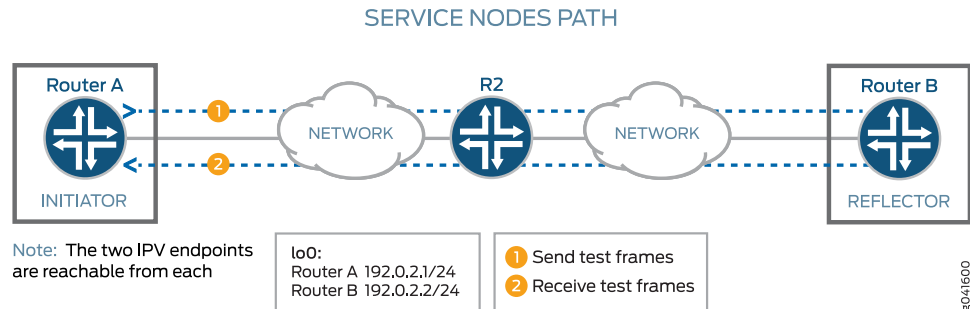 SERVICE NODES PATH
Router A
R2
Router B
1
NETWORK
NETWORK
2
INITIATOR
REFLECTOR
Note: The two IPV endpoints
are reachable from each
lo0:
Router A 192.0.2.1/24
Router B 192.0.2.2/24
1 Send test frames
2 Receive test frames
g041600